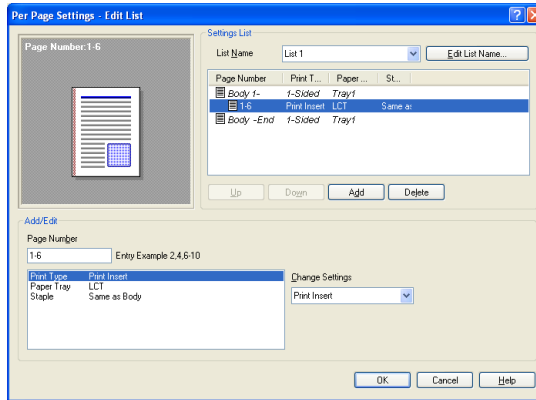 Per Page Settings - Edit List
Page Number:1-6
Settings List
List Name
List 1
Edit List Name...
Page Number Print T... Paper ... St...
Body 1- 1-Sided Tray1
1-6 Print Insert LCT Same as
Body -End 1-Sided Tray1
Up Down Add Delete
Add/Edit
Page Number
1-6 Entry Example 2,4,6-10
Print Type Print Insert
Paper Tray LCT
Staple Same as Body
Change Settings
Print Insert
OK Cancel Help